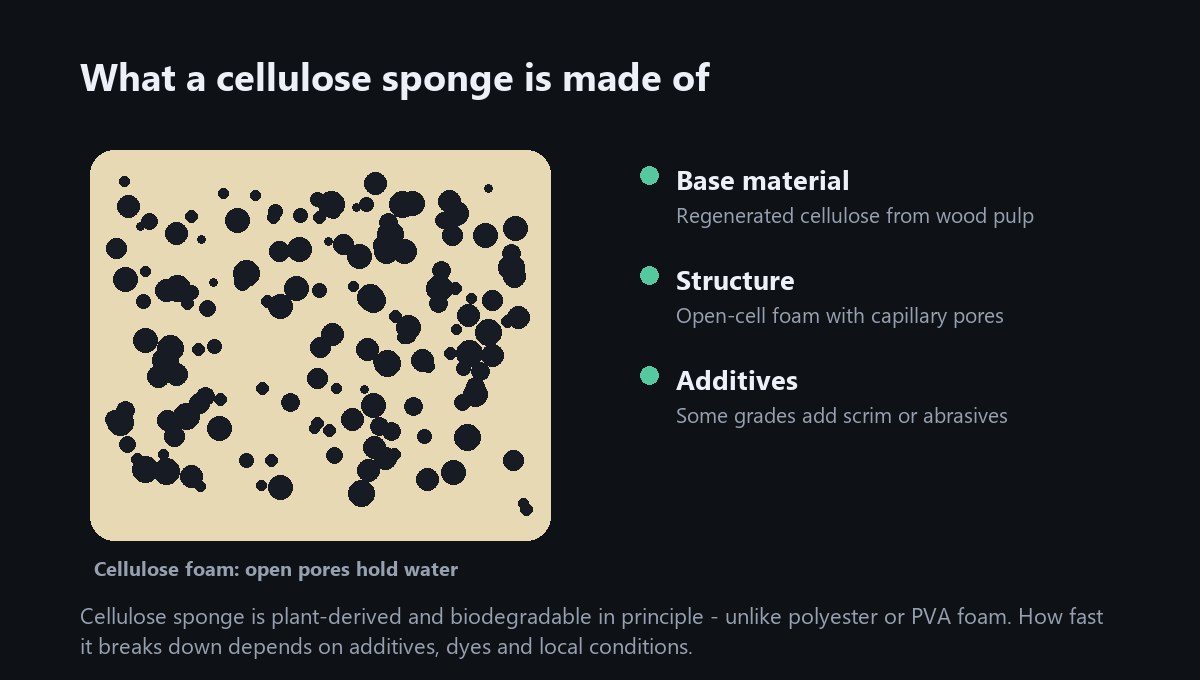 What a cellulose sponge is made of
Base material
Regenerated cellulose from wood pulp
Structure
Open-cell foam with capillary pores
Additives
Some grades add scrim or abrasives
Cellulose foam: open pores hold water
Cellulose sponge is plant-derived and biodegradable in principle - unlike polyester or PVA foam. How fast
it breaks down depends on additives, dyes and local conditions.